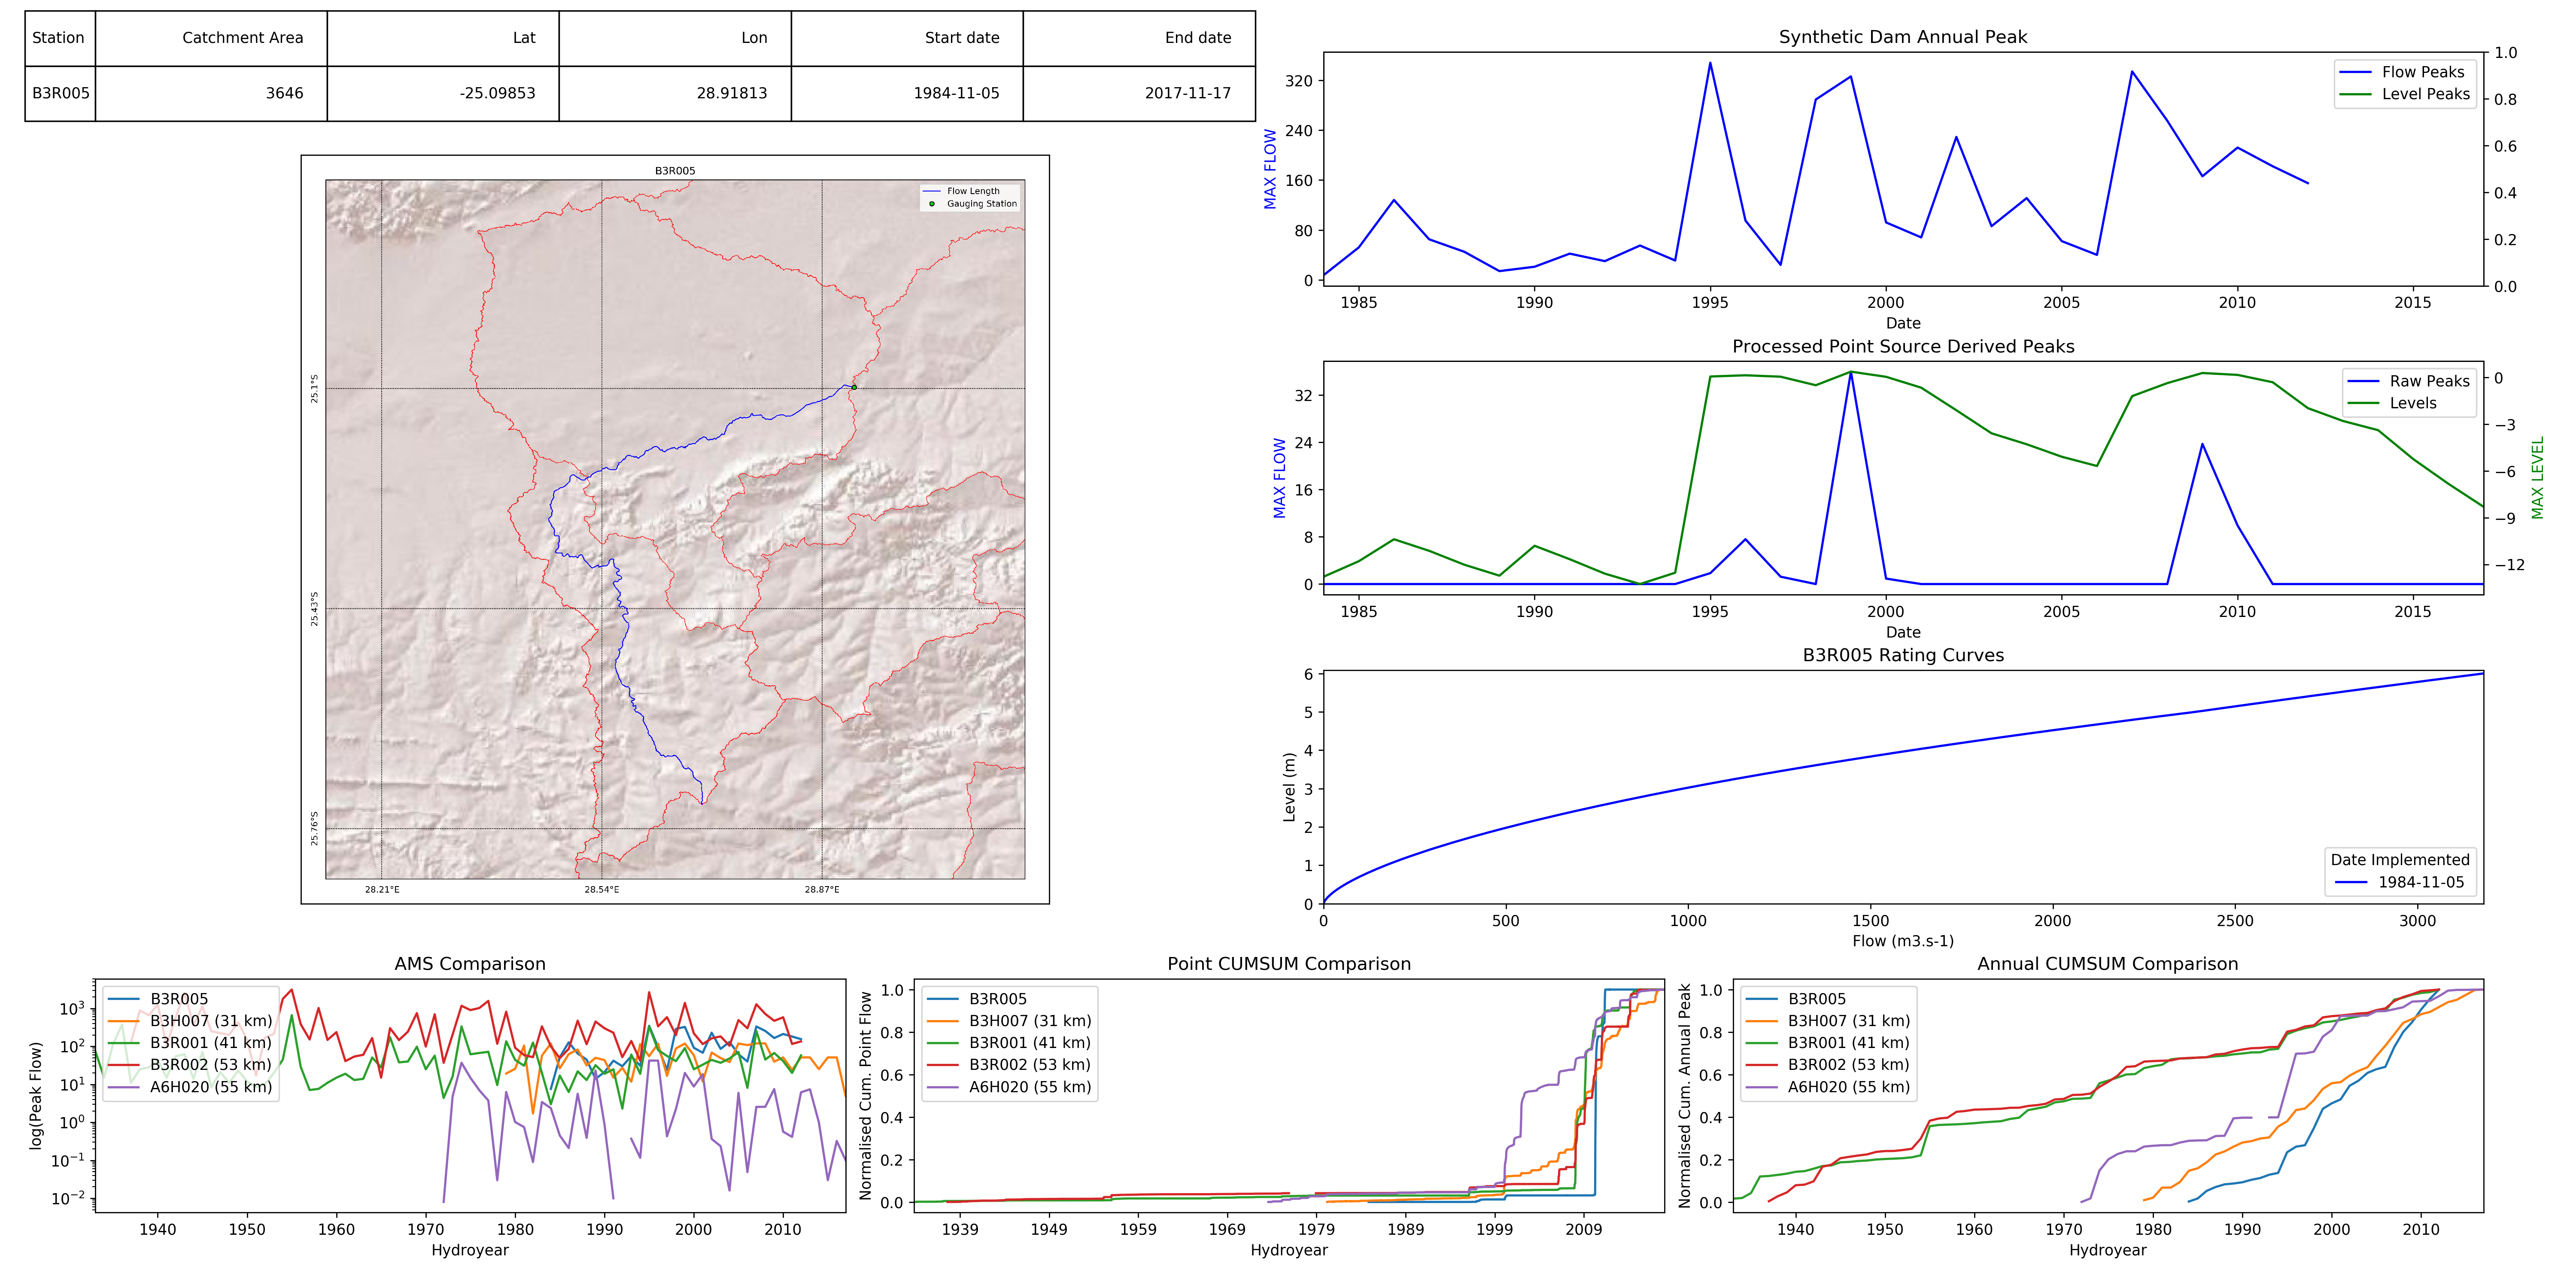 Station Catchment Area Lat Lon Start date End date
B3R005 3646 -25.09853 28.91813 1984-11-05 2017-11-17
B3R005
Flow Length
Gauging Station
25.1°S
25.43°S
25.76°S
28.21°E 28.54°E 28.87°E
Synthetic Dam Annual Peak
MAX FLOW
320
240
160
80
0
Flow Peaks
Level Peaks
1.0
0.8
0.6
0.4
0.2
0.0
1985 1990 1995 2000 2005 2010 2015
Date
Processed Point Source Derived Peaks
MAX FLOW
32
24
16
8
0
Raw Peaks
Levels
0
−3
−6
−9
−12
MAX LEVEL
1985 1990 1995 2000 2005 2010 2015
Date
B3R005 Rating Curves
Level (m)
6
5
4
3
2
1
0
Date Implemented
1984-11-05
0 500 1000 1500 2000 2500 3000
Flow (m3.s-1)
AMS Comparison
log(Peak Flow)
10³
10²
10¹
10⁰
10⁻¹
10⁻²
B3R005
B3H007 (31 km)
B3R001 (41 km)
B3R002 (53 km)
A6H020 (55 km)
1940 1950 1960 1970 1980 1990 2000 2010
Hydroyear
Point CUMSUM Comparison
Normalised Cum. Point Flow
1.0
0.8
0.6
0.4
0.2
0.0
B3R005
B3H007 (31 km)
B3R001 (41 km)
B3R002 (53 km)
A6H020 (55 km)
1939 1949 1959 1969 1979 1989 1999 2009
Hydroyear
Annual CUMSUM Comparison
Normalised Cum. Annual Peak
1.0
0.8
0.6
0.4
0.2
0.0
B3R005
B3H007 (31 km)
B3R001 (41 km)
B3R002 (53 km)
A6H020 (55 km)
1940 1950 1960 1970 1980 1990 2000 2010
Hydroyear